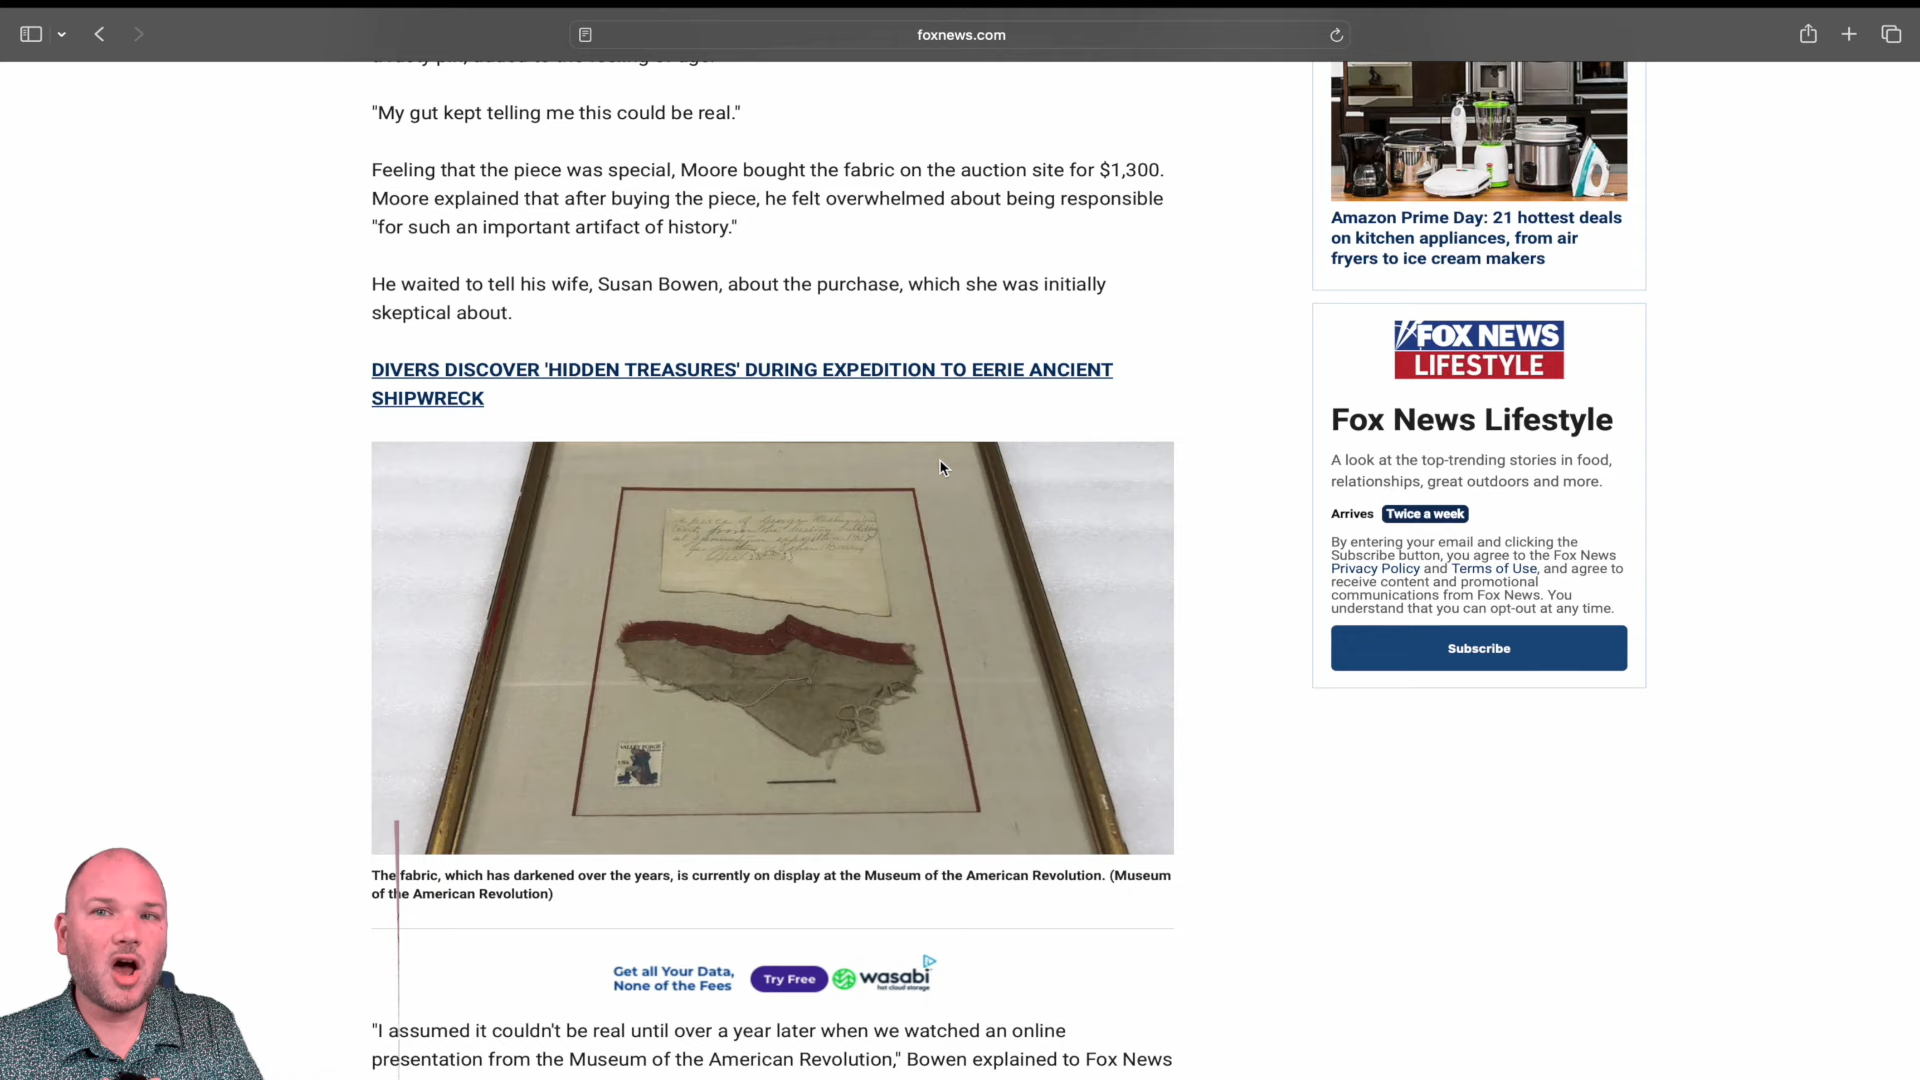 foxnews.com
"My gut kept telling me this could be real."
Feeling that the piece was special, Moore bought the fabric on the auction site for $1,300.
Moore explained that after buying the piece, he felt overwhelmed about being responsible
"for such an important artifact of history."
He waited to tell his wife, Susan Bowen, about the purchase, which she was initially
skeptical about.
DIVERS DISCOVER 'HIDDEN TREASURES' DURING EXPEDITION TO EERIE ANCIENT
SHIPWRECK
a piece of George
VALLEY FORGE
USA
The fabric, which has darkened over the years, is currently on display at the Museum of the American Revolution. (Museum
of the American Revolution)
Get all Your Data,
None of the Fees
Try Free
wasabi
hot cloud storage
"I assumed it couldn't be real until over a year later when we watched an online
presentation from the Museum of the American Revolution," Bowen explained to Fox News
Amazon Prime Day: 21 hottest deals
on kitchen appliances, from air
fryers to ice cream makers
FOX NEWS
LIFESTYLE
Fox News Lifestyle
A look at the top-trending stories in food,
relationships, great outdoors and more.
Arrives Twice a week
By entering your email and clicking the
Subscribe button, you agree to the Fox News
Privacy Policy and Terms of Use, and agree to
receive content and promotional
communications from Fox News. You
understand that you can opt-out at any time.
Subscribe